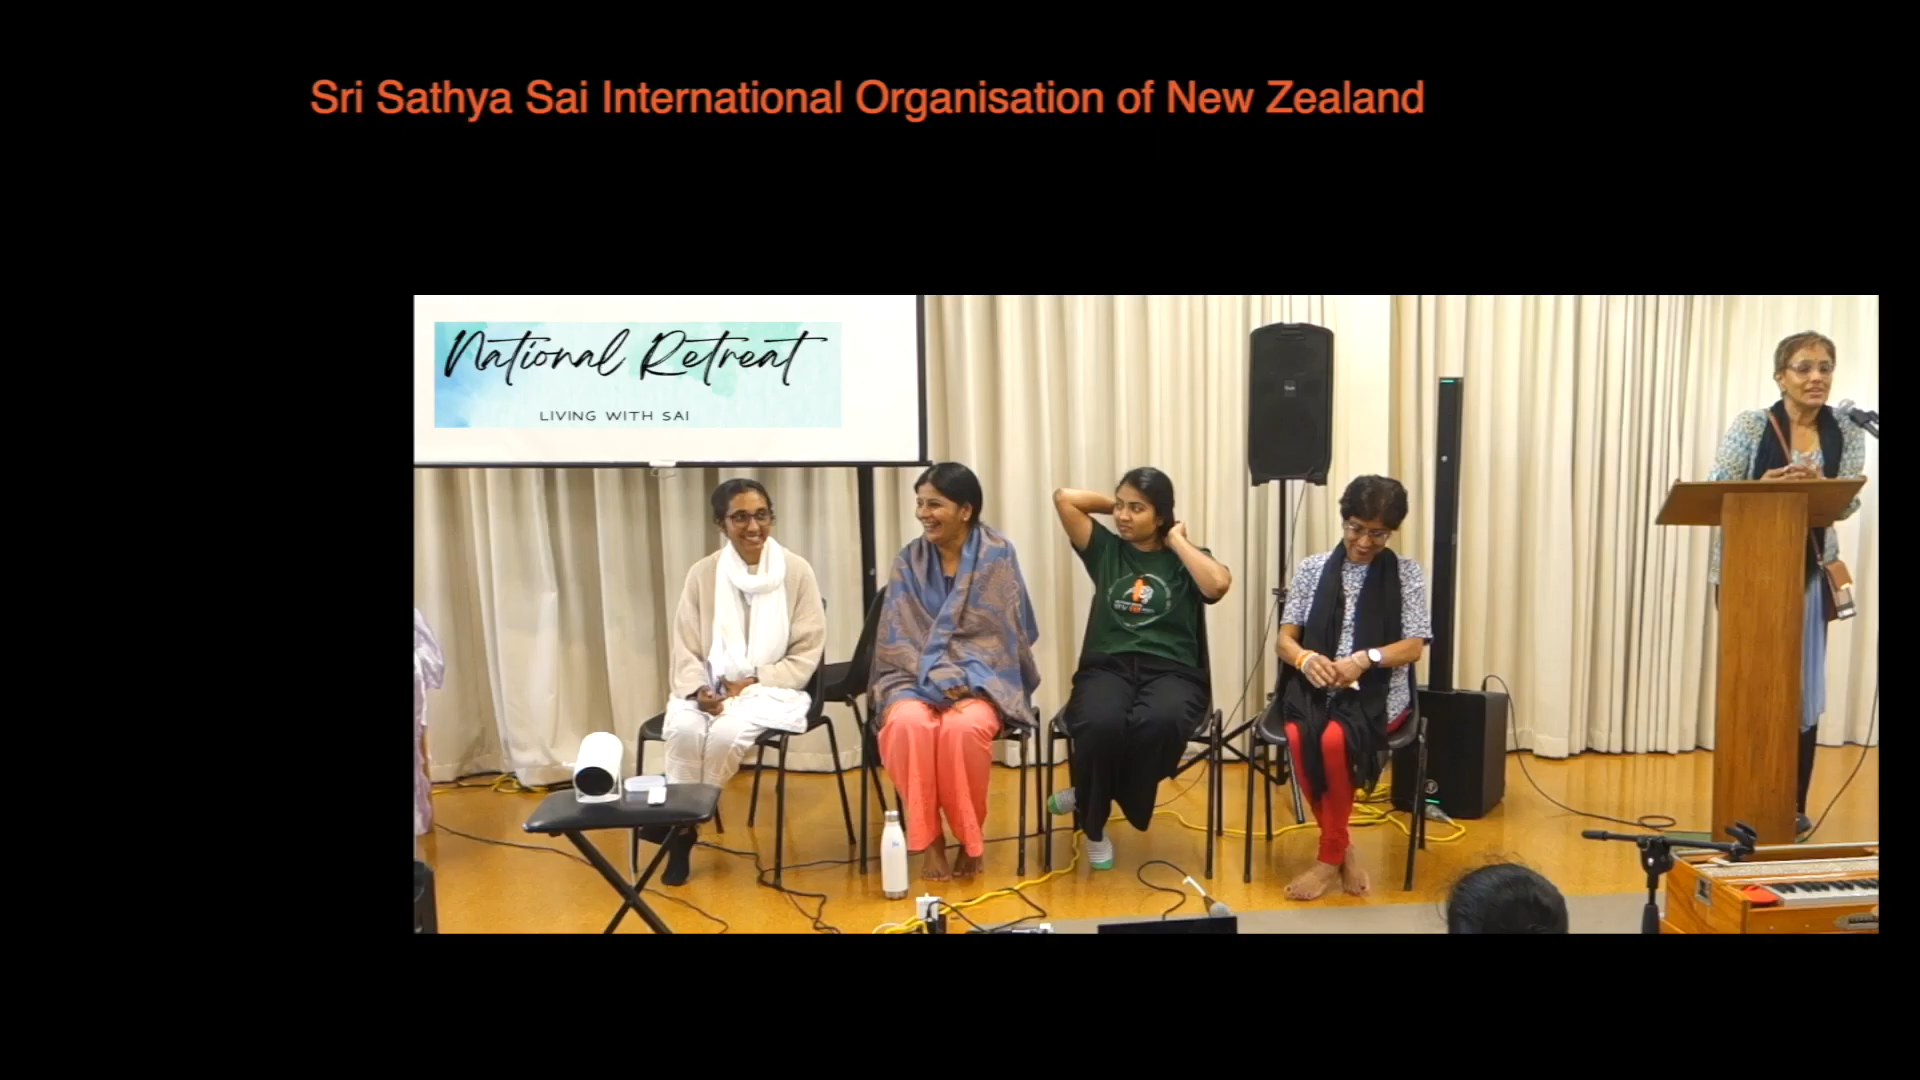 Sri Sathya Sai International Organisation of New Zealand
National Retreat
LIVING WITH SAI